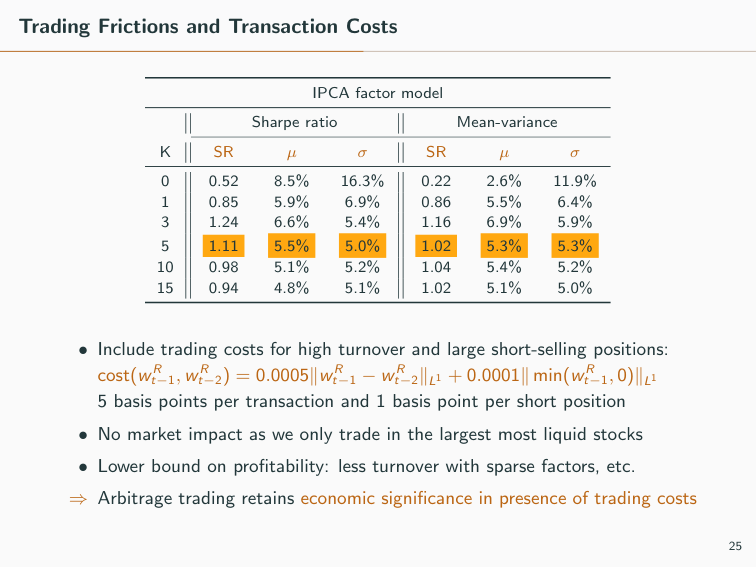 Trading Frictions and Transaction Costs
IPCA factor model
Sharpe ratio Mean-variance
K SR μ σ SR μ σ
0 0.52 8.5% 16.3% 0.22 2.6% 11.9%
1 0.85 5.9% 6.9% 0.86 5.5% 6.4%
3 1.24 6.6% 5.4% 1.16 6.9% 5.9%
5 1.11 5.5% 5.0% 1.02 5.3% 5.3%
10 0.98 5.1% 5.2% 1.04 5.4% 5.2%
15 0.94 4.8% 5.1% 1.02 5.1% 5.0%
• Include trading costs for high turnover and large short-selling positions:
cost(w^R_{t−1}, w^R_{t−2}) = 0.0005‖w^R_{t−1} − w^R_{t−2}‖_{L^1} + 0.0001‖ min(w^R_{t−1}, 0)‖_{L^1}
5 basis points per transaction and 1 basis point per short position
• No market impact as we only trade in the largest most liquid stocks
• Lower bound on profitability: less turnover with sparse factors, etc.
⇒ Arbitrage trading retains economic significance in presence of trading costs
25